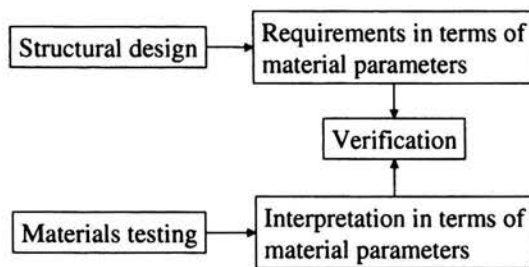 Structural design
Requirements in terms of
material parameters
Verification
Materials testing
Interpretation in terms of
material parameters